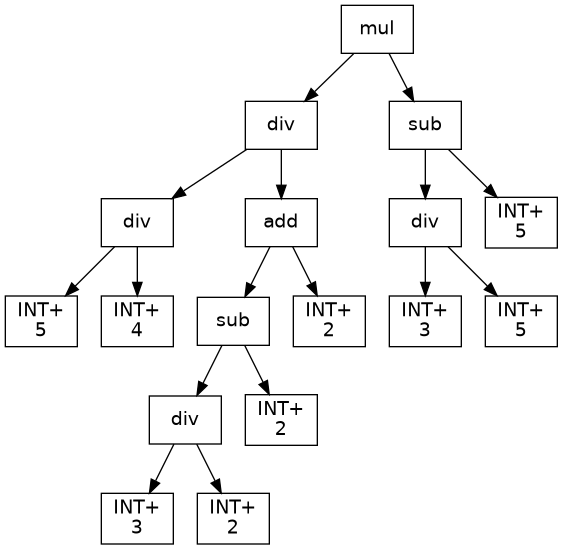 mul
div
sub
div
add
div
INT+
5
INT+
5
INT+
4
sub
INT+
2
INT+
3
INT+
5
div
INT+
2
INT+
3
INT+
2